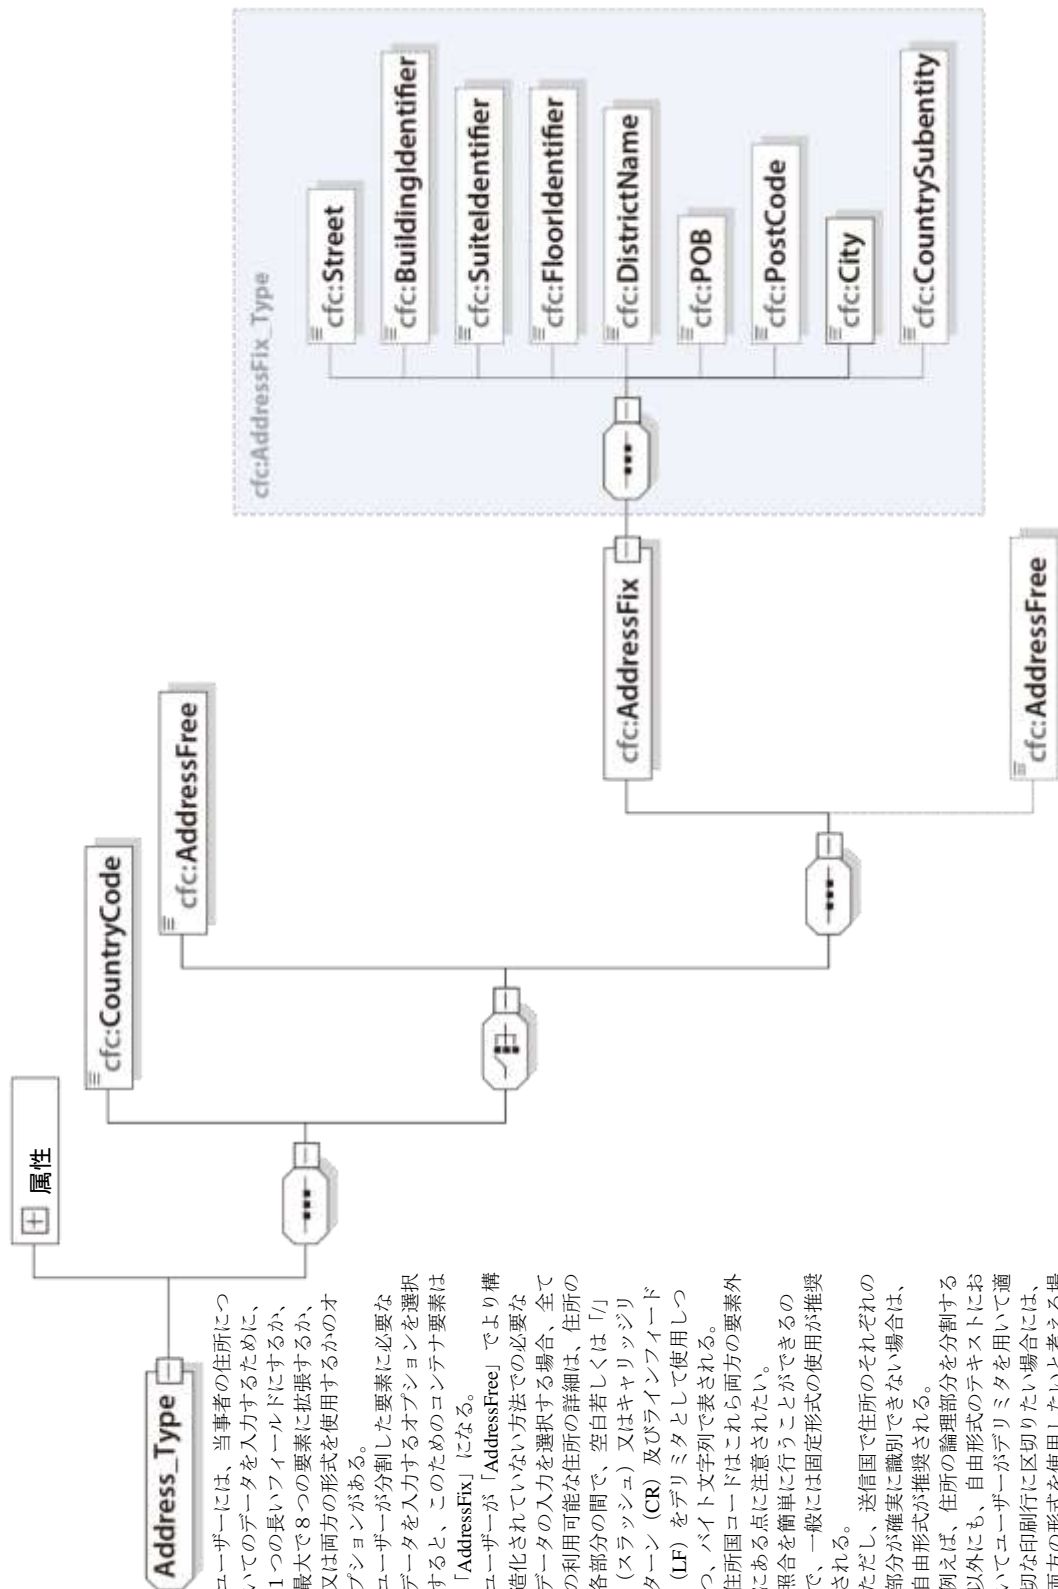 Address_Type
属性
cfc:CountryCode
cfc:AddressFree
cfc:AddressFix
cfc:AddressFree
cfc:AddressFix_Type
cfc:Street
cfc:BuildingIdentifier
cfc:SuiteIdentifier
cfc:FloorIdentifier
cfc:DistrictName
cfc:POB
cfc:PostCode
cfc:City
cfc:CountrySubentity
ユーザーには、当事者の住所につ
いてのデータを入力するために、
1つの長いフィールドにするか、
最大で8つの要素に拡張するか、
又は両方の形式を使用するかのオ
プションがある。
ユーザーが分割した要素に必要な
データを入力するオプションを選択
すると、このためのコンテナ要素は
「AddressFix」になる。
ユーザーが「AddressFree」でより構
造化されていない方法での必要な
データの入力を選択する場合、全て
の利用可能な住所の詳細は、住所の
各部分の間で、空白若しくは「/」
（スラッシュ）又はキャリッジリ
ターン（CR）及びラインフィード
（LF）をデリミタとして使用しつ
つ、バイト文字列で表される。
住所国コードはこれら両方の要素外
にある点に注意されたい。
照合を簡単に行うことができるの
で、一般には固定形式の使用が推奨
される。
ただし、送信国で住所のそれぞれの
部分が確実に識別できない場合は、
自由形式が推奨される。
例えば、住所の論理部分を分割する
以外にも、自由形式のテキストにお
いてユーザーがデリミタを用いて適
切な印刷行に区切りたい場合には、
両方の形式を使用したいと考える場